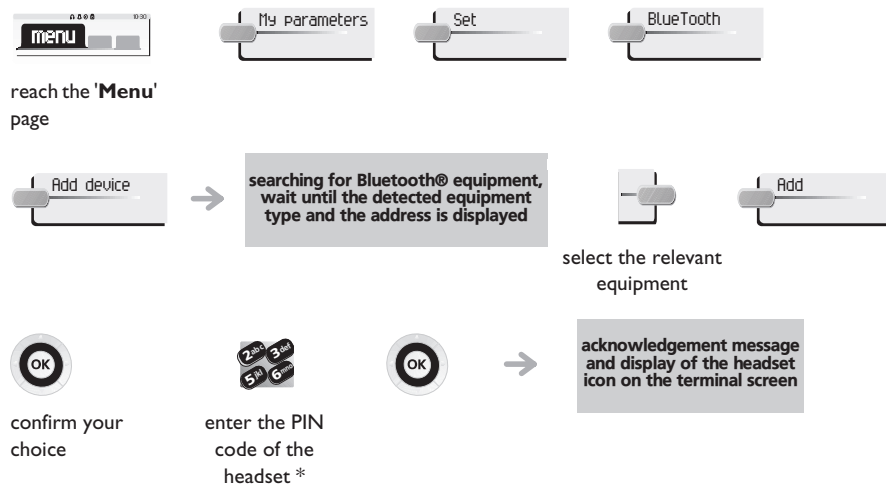 10:30
menu
My parameters
Set
BlueTooth
reach the 'Menu'
page
Add device
searching for Bluetooth® equipment,
wait until the detected equipment
type and the address is displayed
Add
select the relevant
equipment
OK
2abc 3def
5jkl 6mno
OK
acknowledgement message
and display of the headset
icon on the terminal screen
confirm your
choice
enter the PIN
code of the
headset *